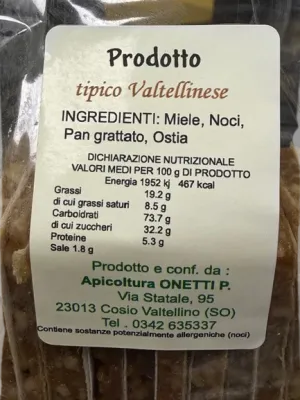 Prodotto
tipico Valtellinese
INGREDIENTI: Miele, Noci,
Pan grattato, Ostia
DICHIARAZIONE NUTRIZIONALE
VALORI MEDI PER 100 g DI PRODOTTO
Energia 1952 kj 467 kcal
Grassi 19.2 g
di cui grassi saturi 8.5 g
Carboidrati 73.7 g
di cui zuccheri 32.2 g
Proteine 5.3 g
Sale 1.8 g
Prodotto e conf. da :
Apicoltura ONETTI P.
Via Statale, 95
23013 Cosio Valtellino (SO)
Tel . 0342 635337
Contiene sostanze potenzialmente allergeniche (noci)